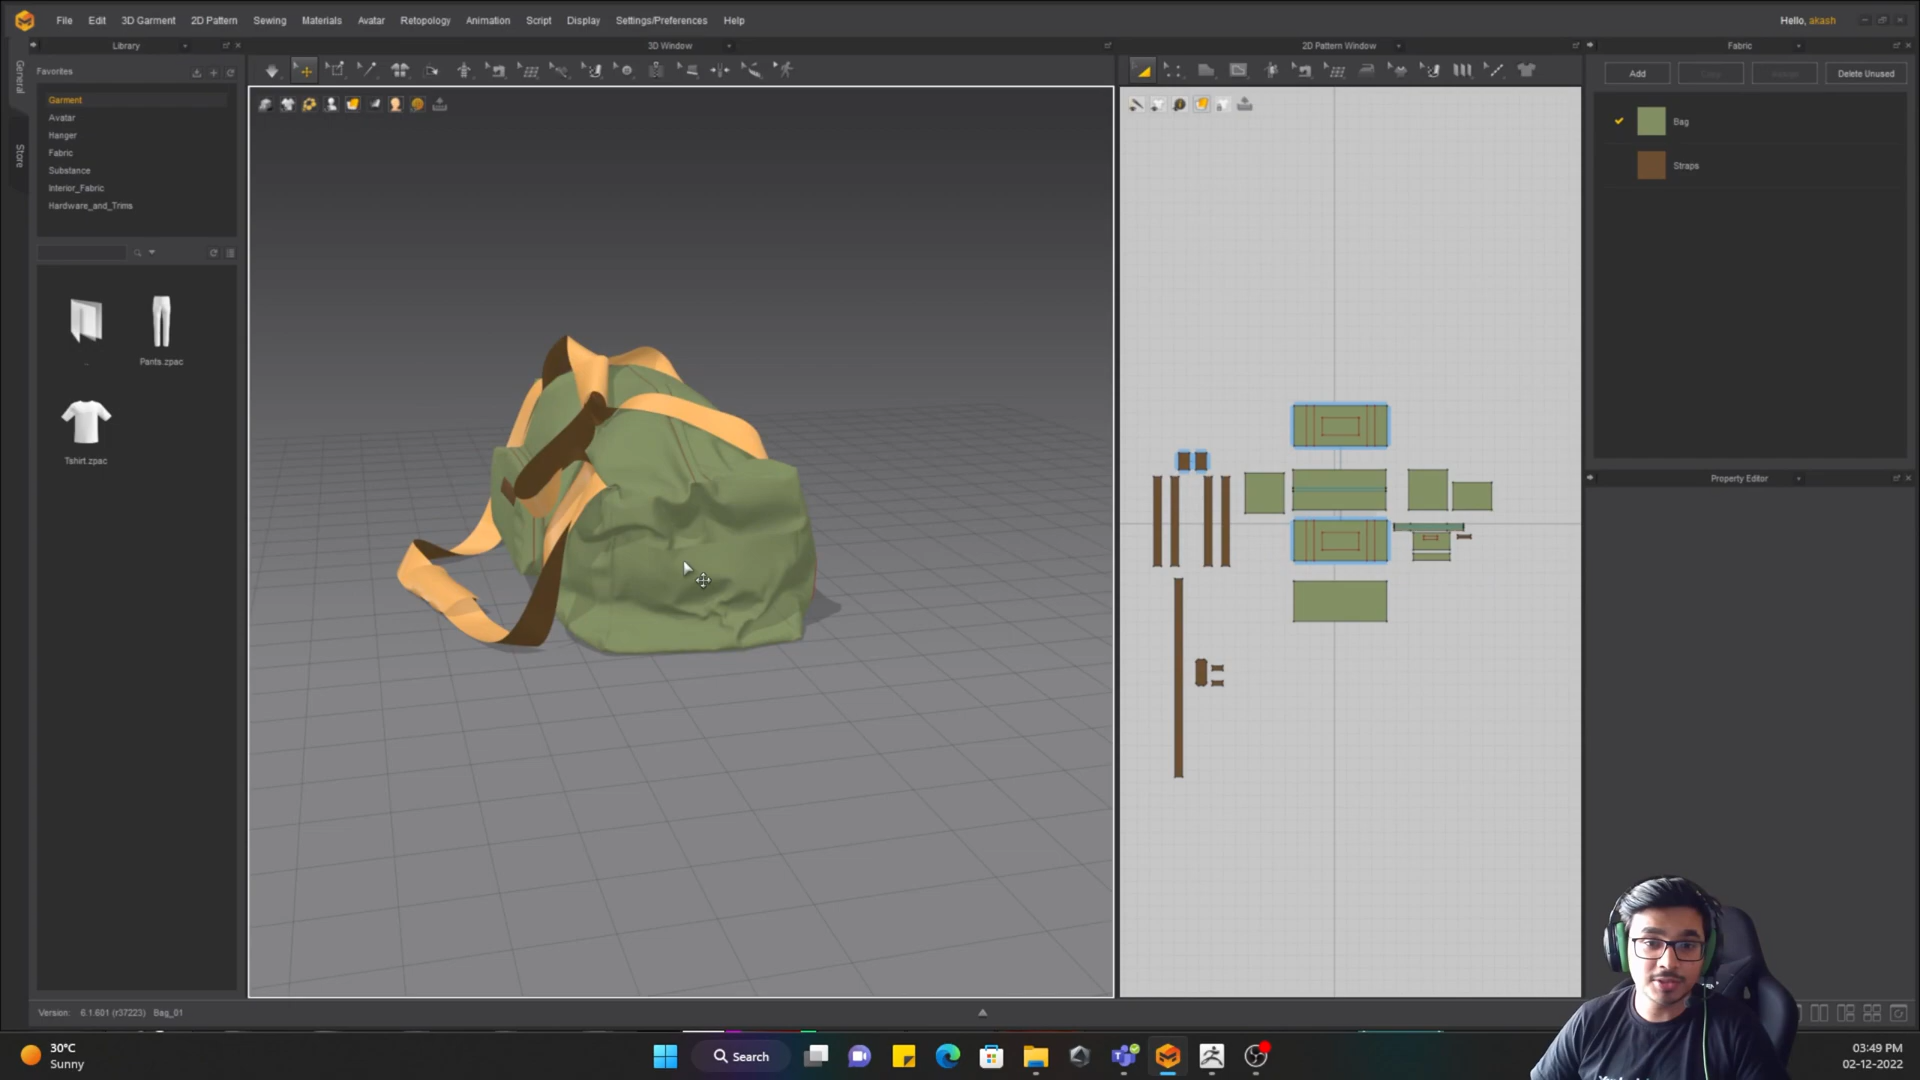 File Edit 3D Garment 2D Pattern Sewing Materials Avatar Retopology Animation Script Display Settings/Preferences Help
Hello, akash
Library
3D Window
2D Pattern Window
Fabric
General
Store
Favorites
Garment
Avatar
Hanger
Fabric
Substance
Interior_Fabric
Hardware_and_Trims
..
Pants.zpac
Tshirt.zpac
Add
Delete Unused
Bag
Straps
Property Editor
Version: 6.1.601 (r37223) Bag_01
30°C
Sunny
Search
03:49 PM
02-12-2022